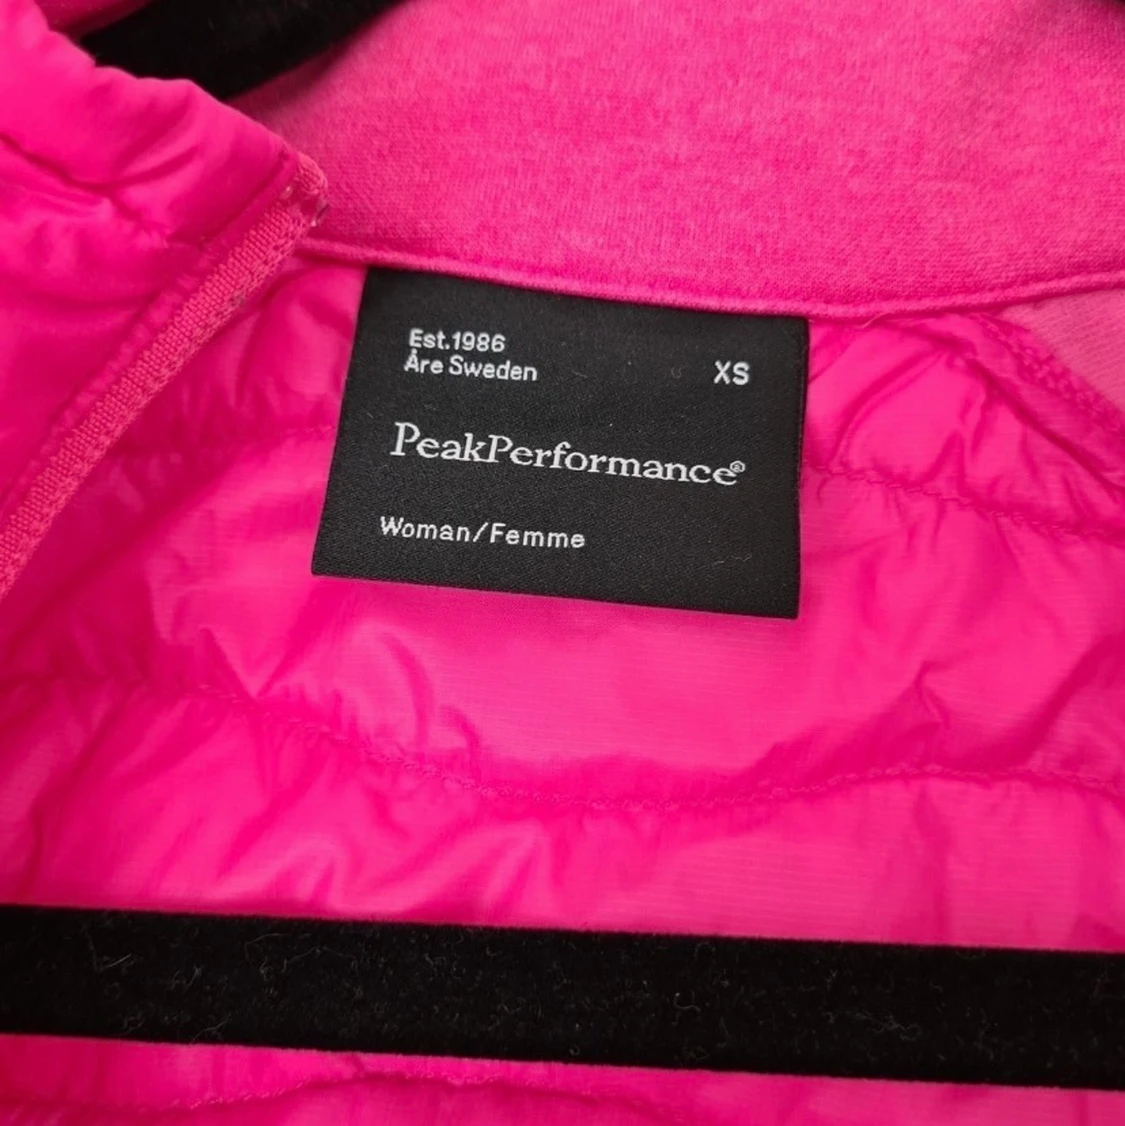 Est.1986
Åre Sweden
XS
PeakPerformance®
Woman/Femme